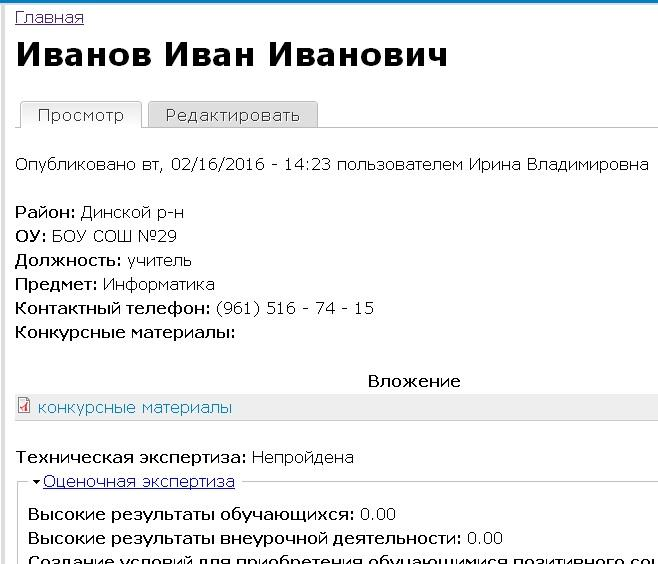 Главная
Иванов Иван Иванович
Просмотр Редактировать
Опубликовано вт, 02/16/2016 - 14:23 пользователем Ирина Владимировна
Район: Динской р-н
ОУ: БОУ СОШ №29
Должность: учитель
Предмет: Информатика
Контактный телефон: (961) 516 - 74 - 15
Конкурсные материалы:
Вложение
конкурсные материалы
Техническая экспертиза: Непройдена
Оценочная экспертиза
Высокие результаты обучающихся: 0.00
Высокие результаты внеурочной деятельности: 0.00
Создание условий для приобретения обучающимися позитивного